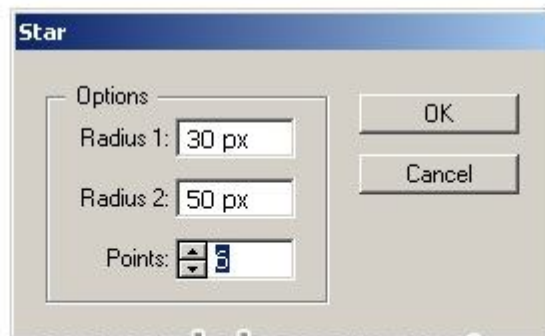 Star
Options
Radius 1: 30 px
OK
Radius 2: 50 px
Cancel
Points: 6